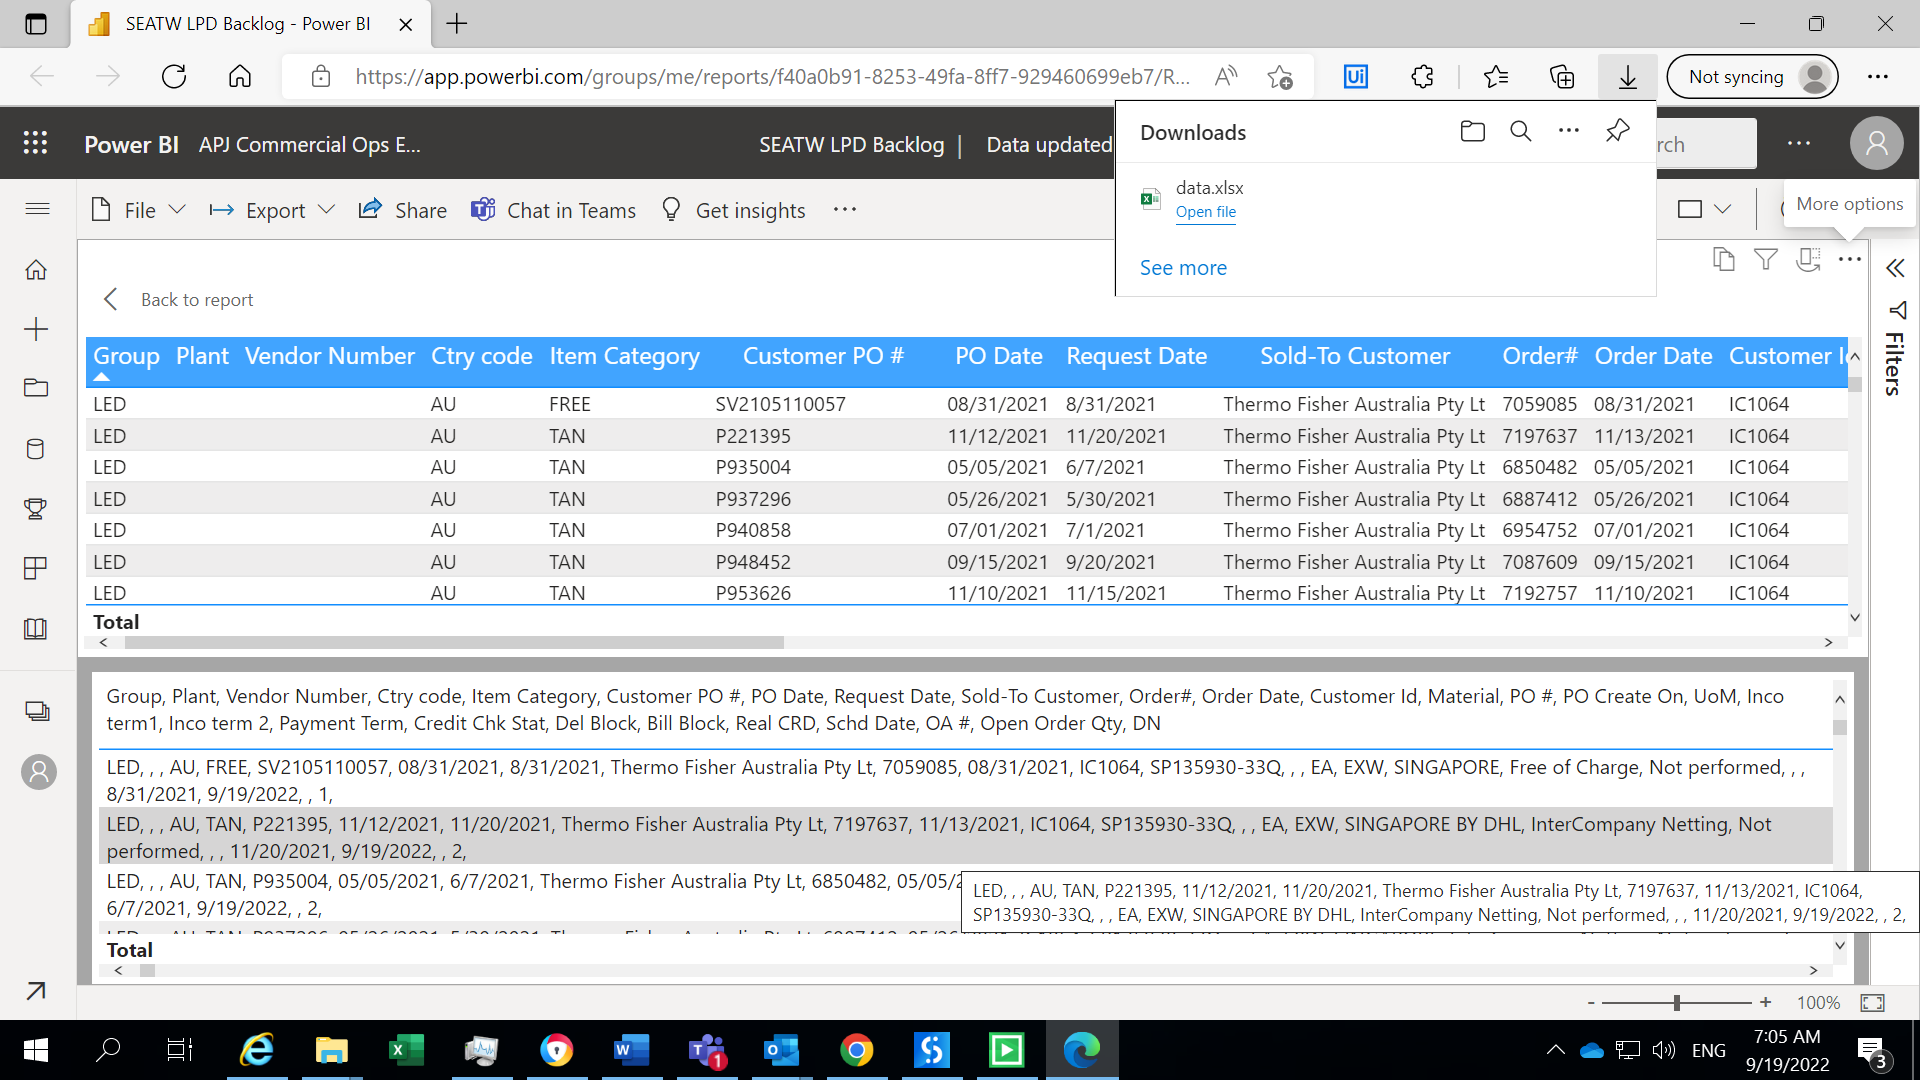 SEATW LPD Backlog - Power BI
https://app.powerbi.com/groups/me/reports/f40a0b91-8253-49fa-8ff7-929460699eb7/R...
Not syncing
Power BI APJ Commercial Ops E...
SEATW LPD Backlog | Data updated
Downloads
data.xlsx
Open file
See more
rch
More options
File Export Share Chat in Teams Get insights
Back to report
Filters
Group Plant Vendor Number Ctry code Item Category Customer PO # PO Date Request Date Sold-To Customer Order# Order Date Customer Id
LED AU FREE SV2105110057 08/31/2021 8/31/2021 Thermo Fisher Australia Pty Lt 7059085 08/31/2021 IC1064
LED AU TAN P221395 11/12/2021 11/20/2021 Thermo Fisher Australia Pty Lt 7197637 11/13/2021 IC1064
LED AU TAN P935004 05/05/2021 6/7/2021 Thermo Fisher Australia Pty Lt 6850482 05/05/2021 IC1064
LED AU TAN P937296 05/26/2021 5/30/2021 Thermo Fisher Australia Pty Lt 6887412 05/26/2021 IC1064
LED AU TAN P940858 07/01/2021 7/1/2021 Thermo Fisher Australia Pty Lt 6954752 07/01/2021 IC1064
LED AU TAN P948452 09/15/2021 9/20/2021 Thermo Fisher Australia Pty Lt 7087609 09/15/2021 IC1064
LED AU TAN P953626 11/10/2021 11/15/2021 Thermo Fisher Australia Pty Lt 7192757 11/10/2021 IC1064
Total
Group, Plant, Vendor Number, Ctry code, Item Category, Customer PO #, PO Date, Request Date, Sold-To Customer, Order#, Order Date, Customer Id, Material, PO #, PO Create On, UoM, Inco
term1, Inco term 2, Payment Term, Credit Chk Stat, Del Block, Bill Block, Real CRD, Schd Date, OA #, Open Order Qty, DN
LED, , , AU, FREE, SV2105110057, 08/31/2021, 8/31/2021, Thermo Fisher Australia Pty Lt, 7059085, 08/31/2021, IC1064, SP135930-33Q, , , EA, EXW, SINGAPORE, Free of Charge, Not performed, , ,
8/31/2021, 9/19/2022, , 1,
LED, , , AU, TAN, P221395, 11/12/2021, 11/20/2021, Thermo Fisher Australia Pty Lt, 7197637, 11/13/2021, IC1064, SP135930-33Q, , , EA, EXW, SINGAPORE BY DHL, InterCompany Netting, Not
performed, , , 11/20/2021, 9/19/2022, , 2,
LED, , , AU, TAN, P935004, 05/05/2021, 6/7/2021, Thermo Fisher Australia Pty Lt, 6850482, 05/05/2
6/7/2021, 9/19/2022, , 2,
LED, , , AU, TAN, P221395, 11/12/2021, 11/20/2021, Thermo Fisher Australia Pty Lt, 7197637, 11/13/2021, IC1064,
SP135930-33Q, , , EA, EXW, SINGAPORE BY DHL, InterCompany Netting, Not performed, , , 11/20/2021, 9/19/2022, , 2,
Total
- + 100%
ENG
7:05 AM
9/19/2022
3
1